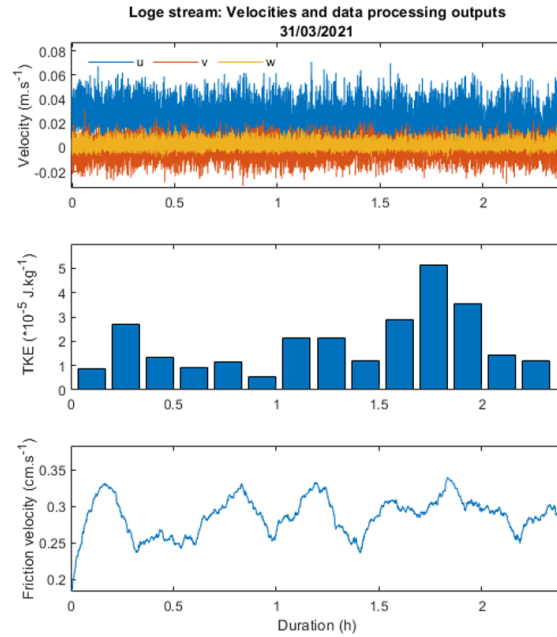 Loge stream: Velocities and data processing outputs
31/03/2021
u v w
Velocity (m.s⁻¹)
0.08
0.06
0.04
0.02
0
-0.02
0 0.5 1 1.5 2
TKE (*10⁻⁵ J.kg⁻¹)
5
4
3
2
1
0
0 0.5 1 1.5 2
Friction velocity (cm.s⁻¹)
0.35
0.3
0.25
0.2
0 0.5 1 1.5 2
Duration (h)